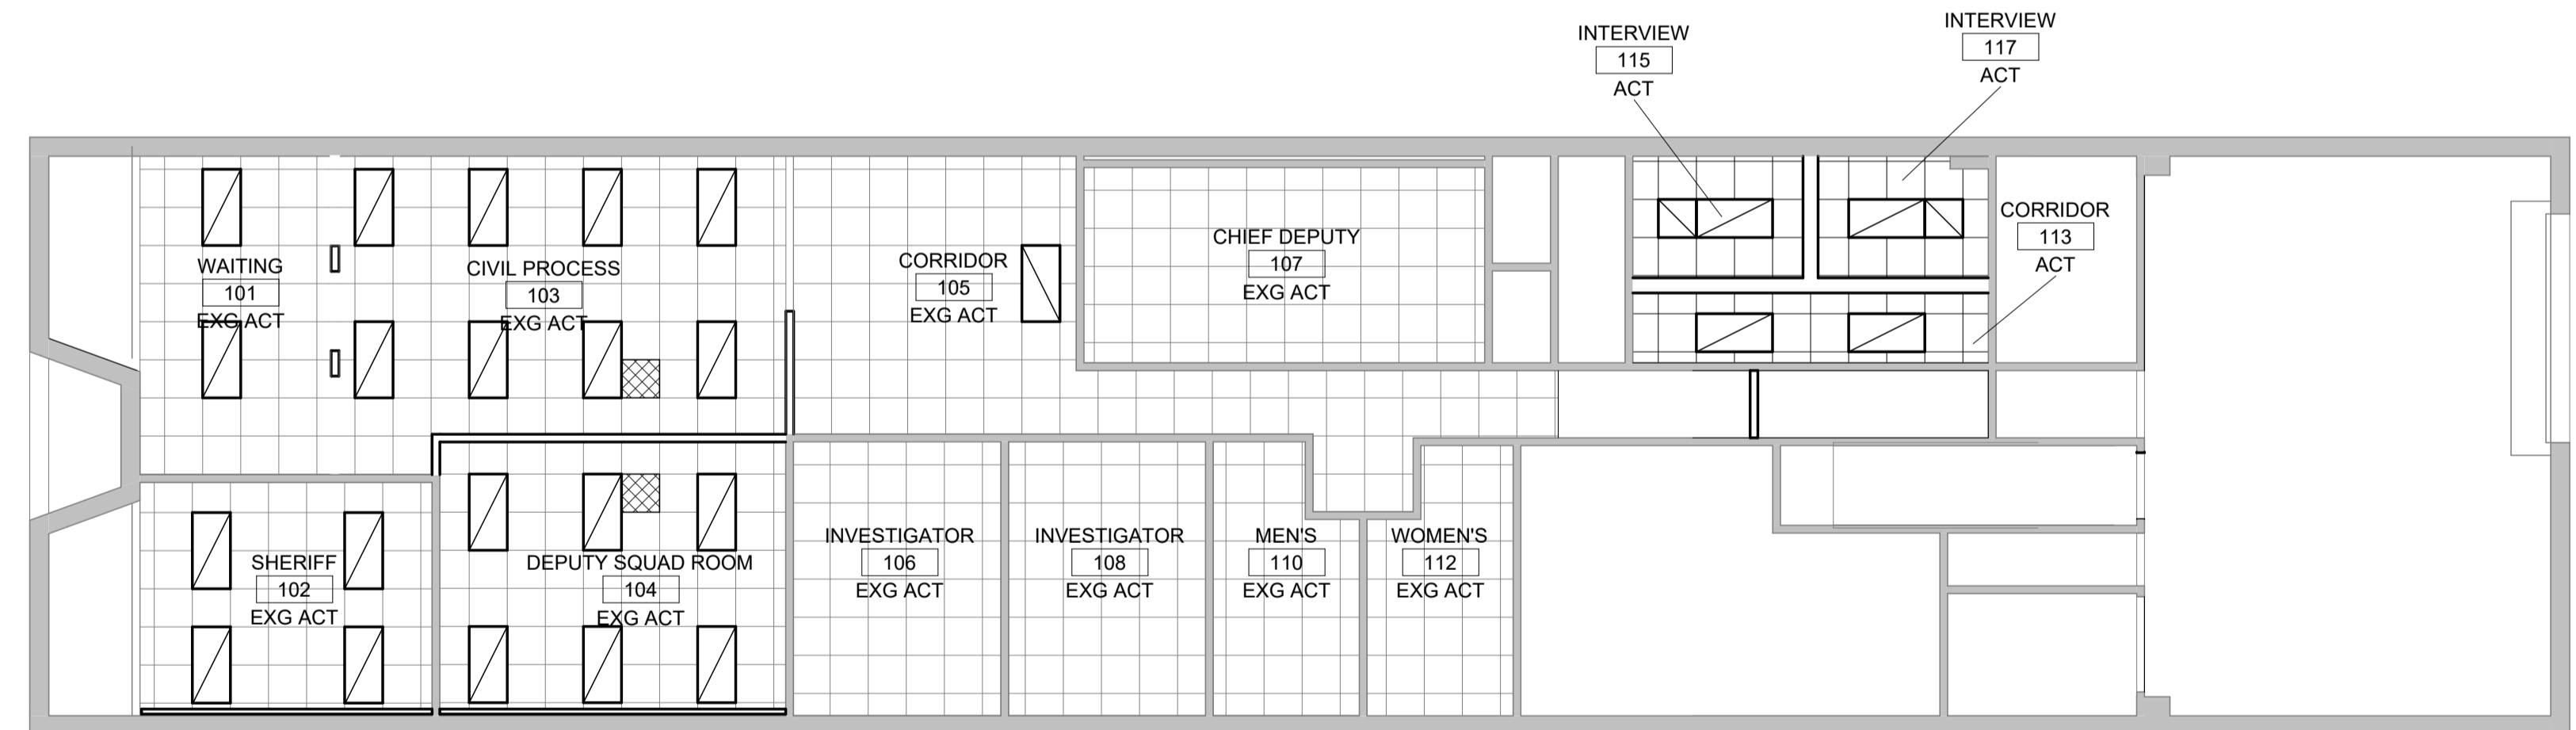 INTERVIEW
115
ACT
INTERVIEW
117
ACT
WAITING
101
EXG ACT
CIVIL PROCESS
103
EXG ACT
CORRIDOR
105
EXG ACT
CHIEF DEPUTY
107
EXG ACT
CORRIDOR
113
ACT
SHERIFF
102
EXG ACT
DEPUTY SQUAD ROOM
104
EXG ACT
INVESTIGATOR
106
EXG ACT
INVESTIGATOR
108
EXG ACT
MEN'S
110
EXG ACT
WOMEN'S
112
EXG ACT